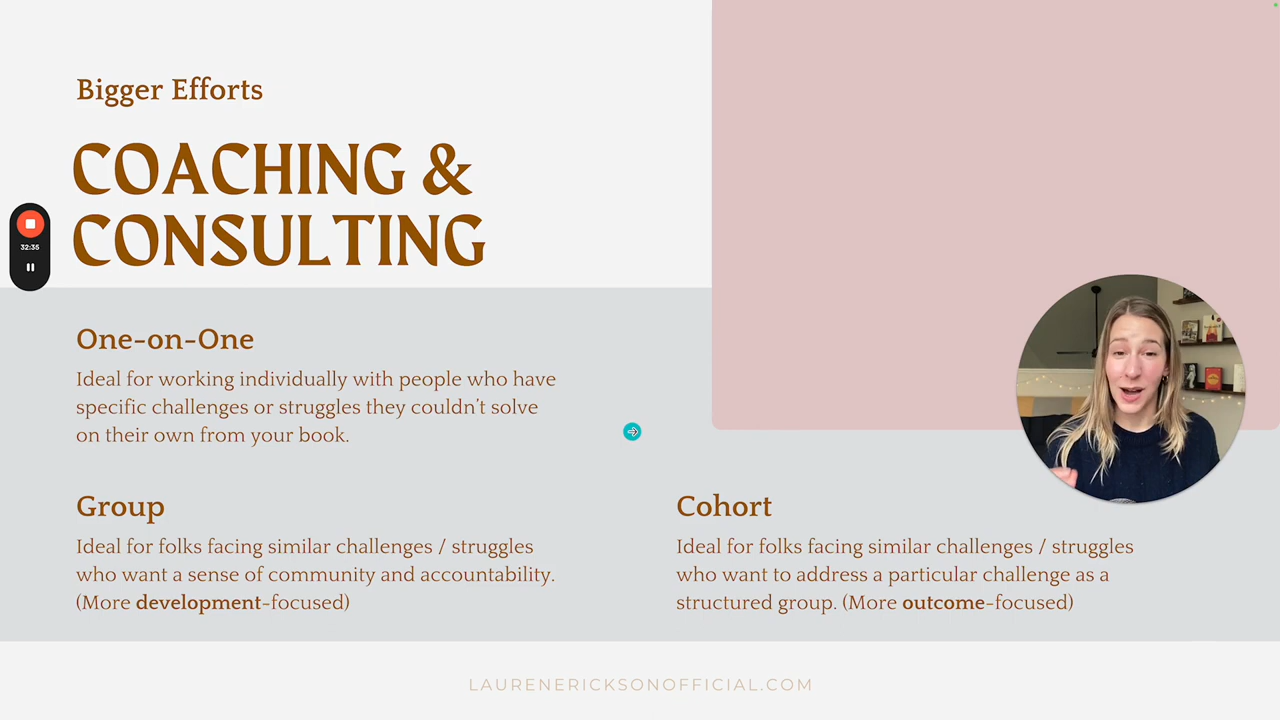 Bigger Efforts
COACHING &
CONSULTING
32:35
One-on-One
Ideal for working individually with people who have
specific challenges or struggles they couldn't solve
on their own from your book.
Group
Ideal for folks facing similar challenges / struggles
who want a sense of community and accountability.
(More development-focused)
Cohort
Ideal for folks facing similar challenges / struggles
who want to address a particular challenge as a
structured group. (More outcome-focused)
LAURENERICKSONOFFICIAL.COM